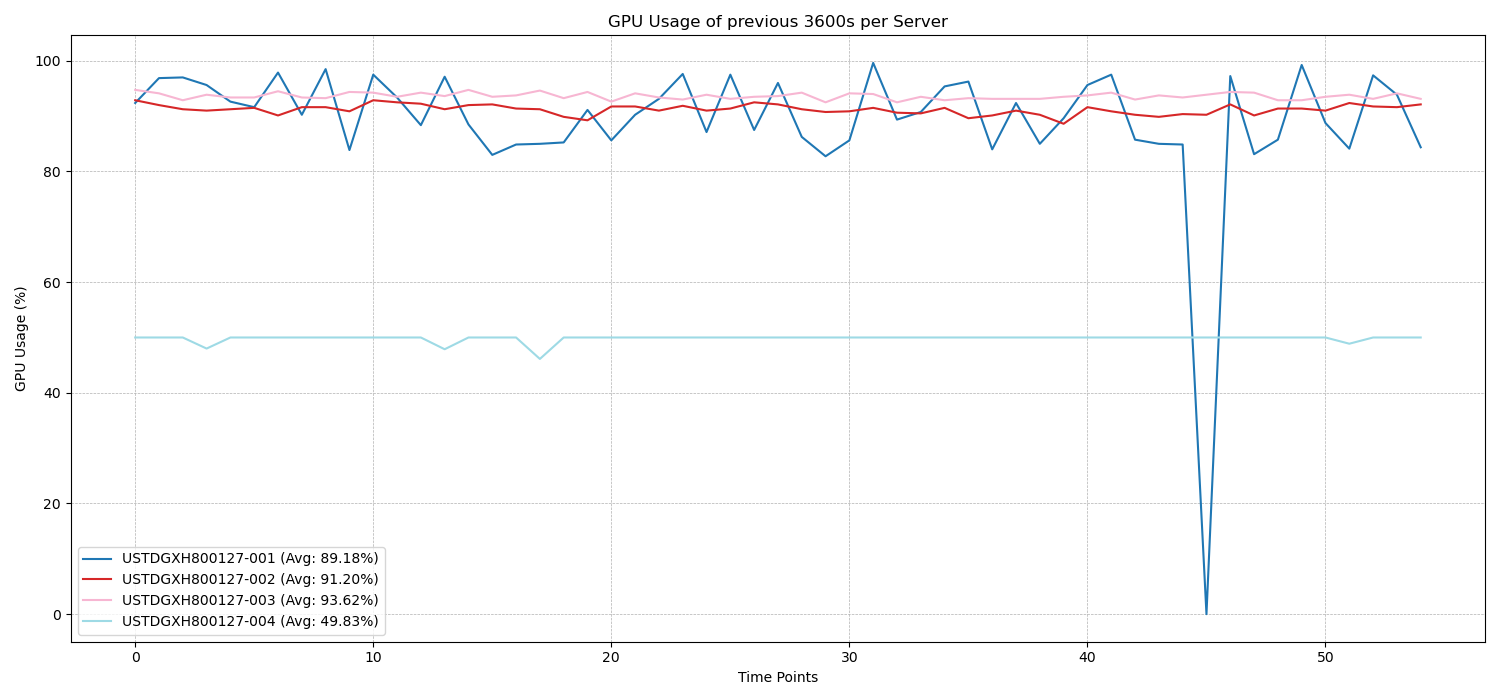 GPU Usage of previous 3600s per Server
GPU Usage (%)
100
80
60
40
20
0
USTDGXH800127-001 (Avg: 89.18%)
USTDGXH800127-002 (Avg: 91.20%)
USTDGXH800127-003 (Avg: 93.62%)
USTDGXH800127-004 (Avg: 49.83%)
0 10 20 30 40 50
Time Points